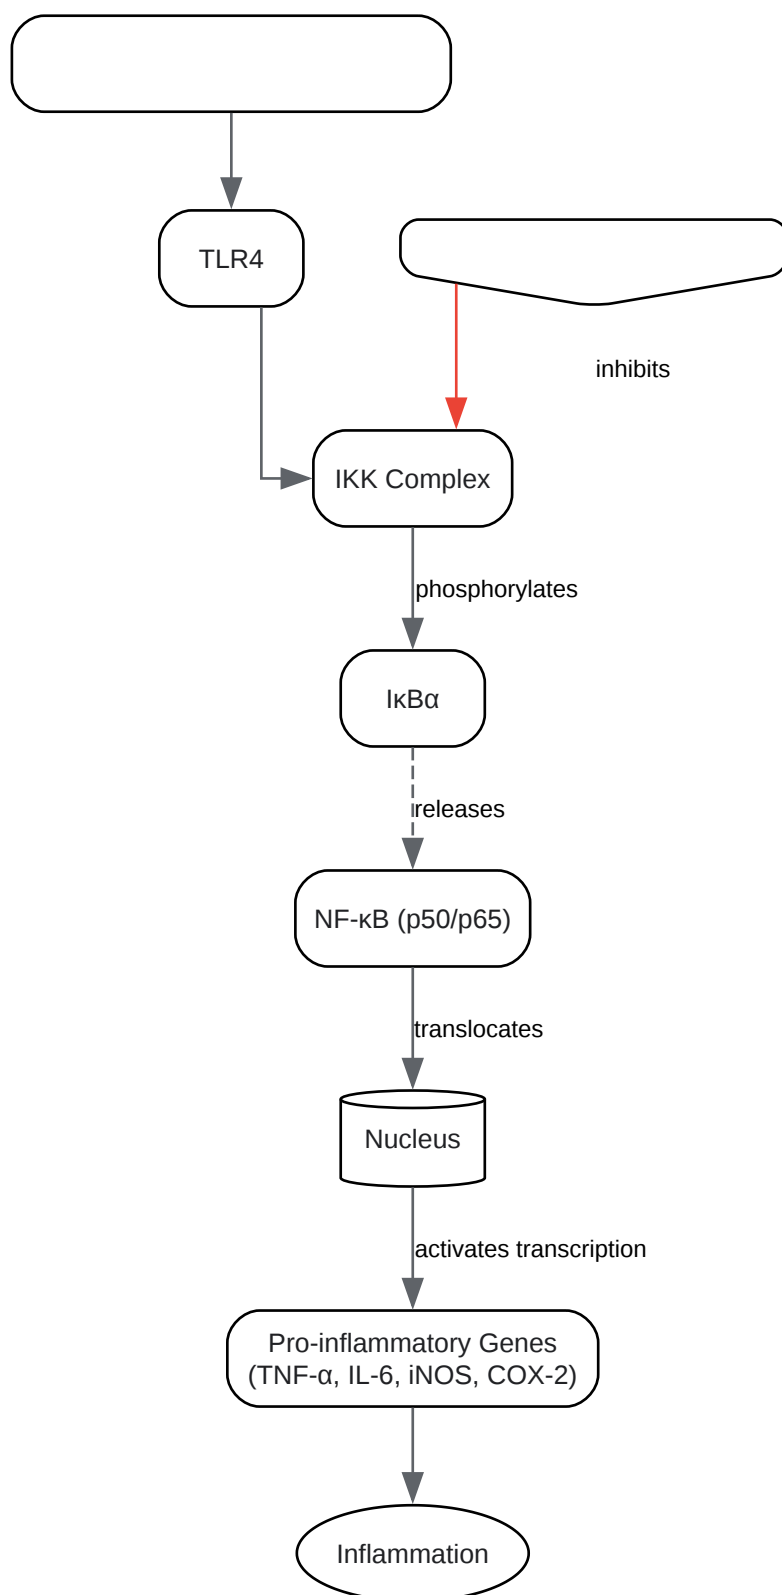 TLR4
inhibits
IKK Complex
phosphorylates
IκBα
releases
NF-κB (p50/p65)
translocates
Nucleus
activates transcription
Pro-inflammatory Genes
(TNF-α, IL-6, iNOS, COX-2)
Inflammation